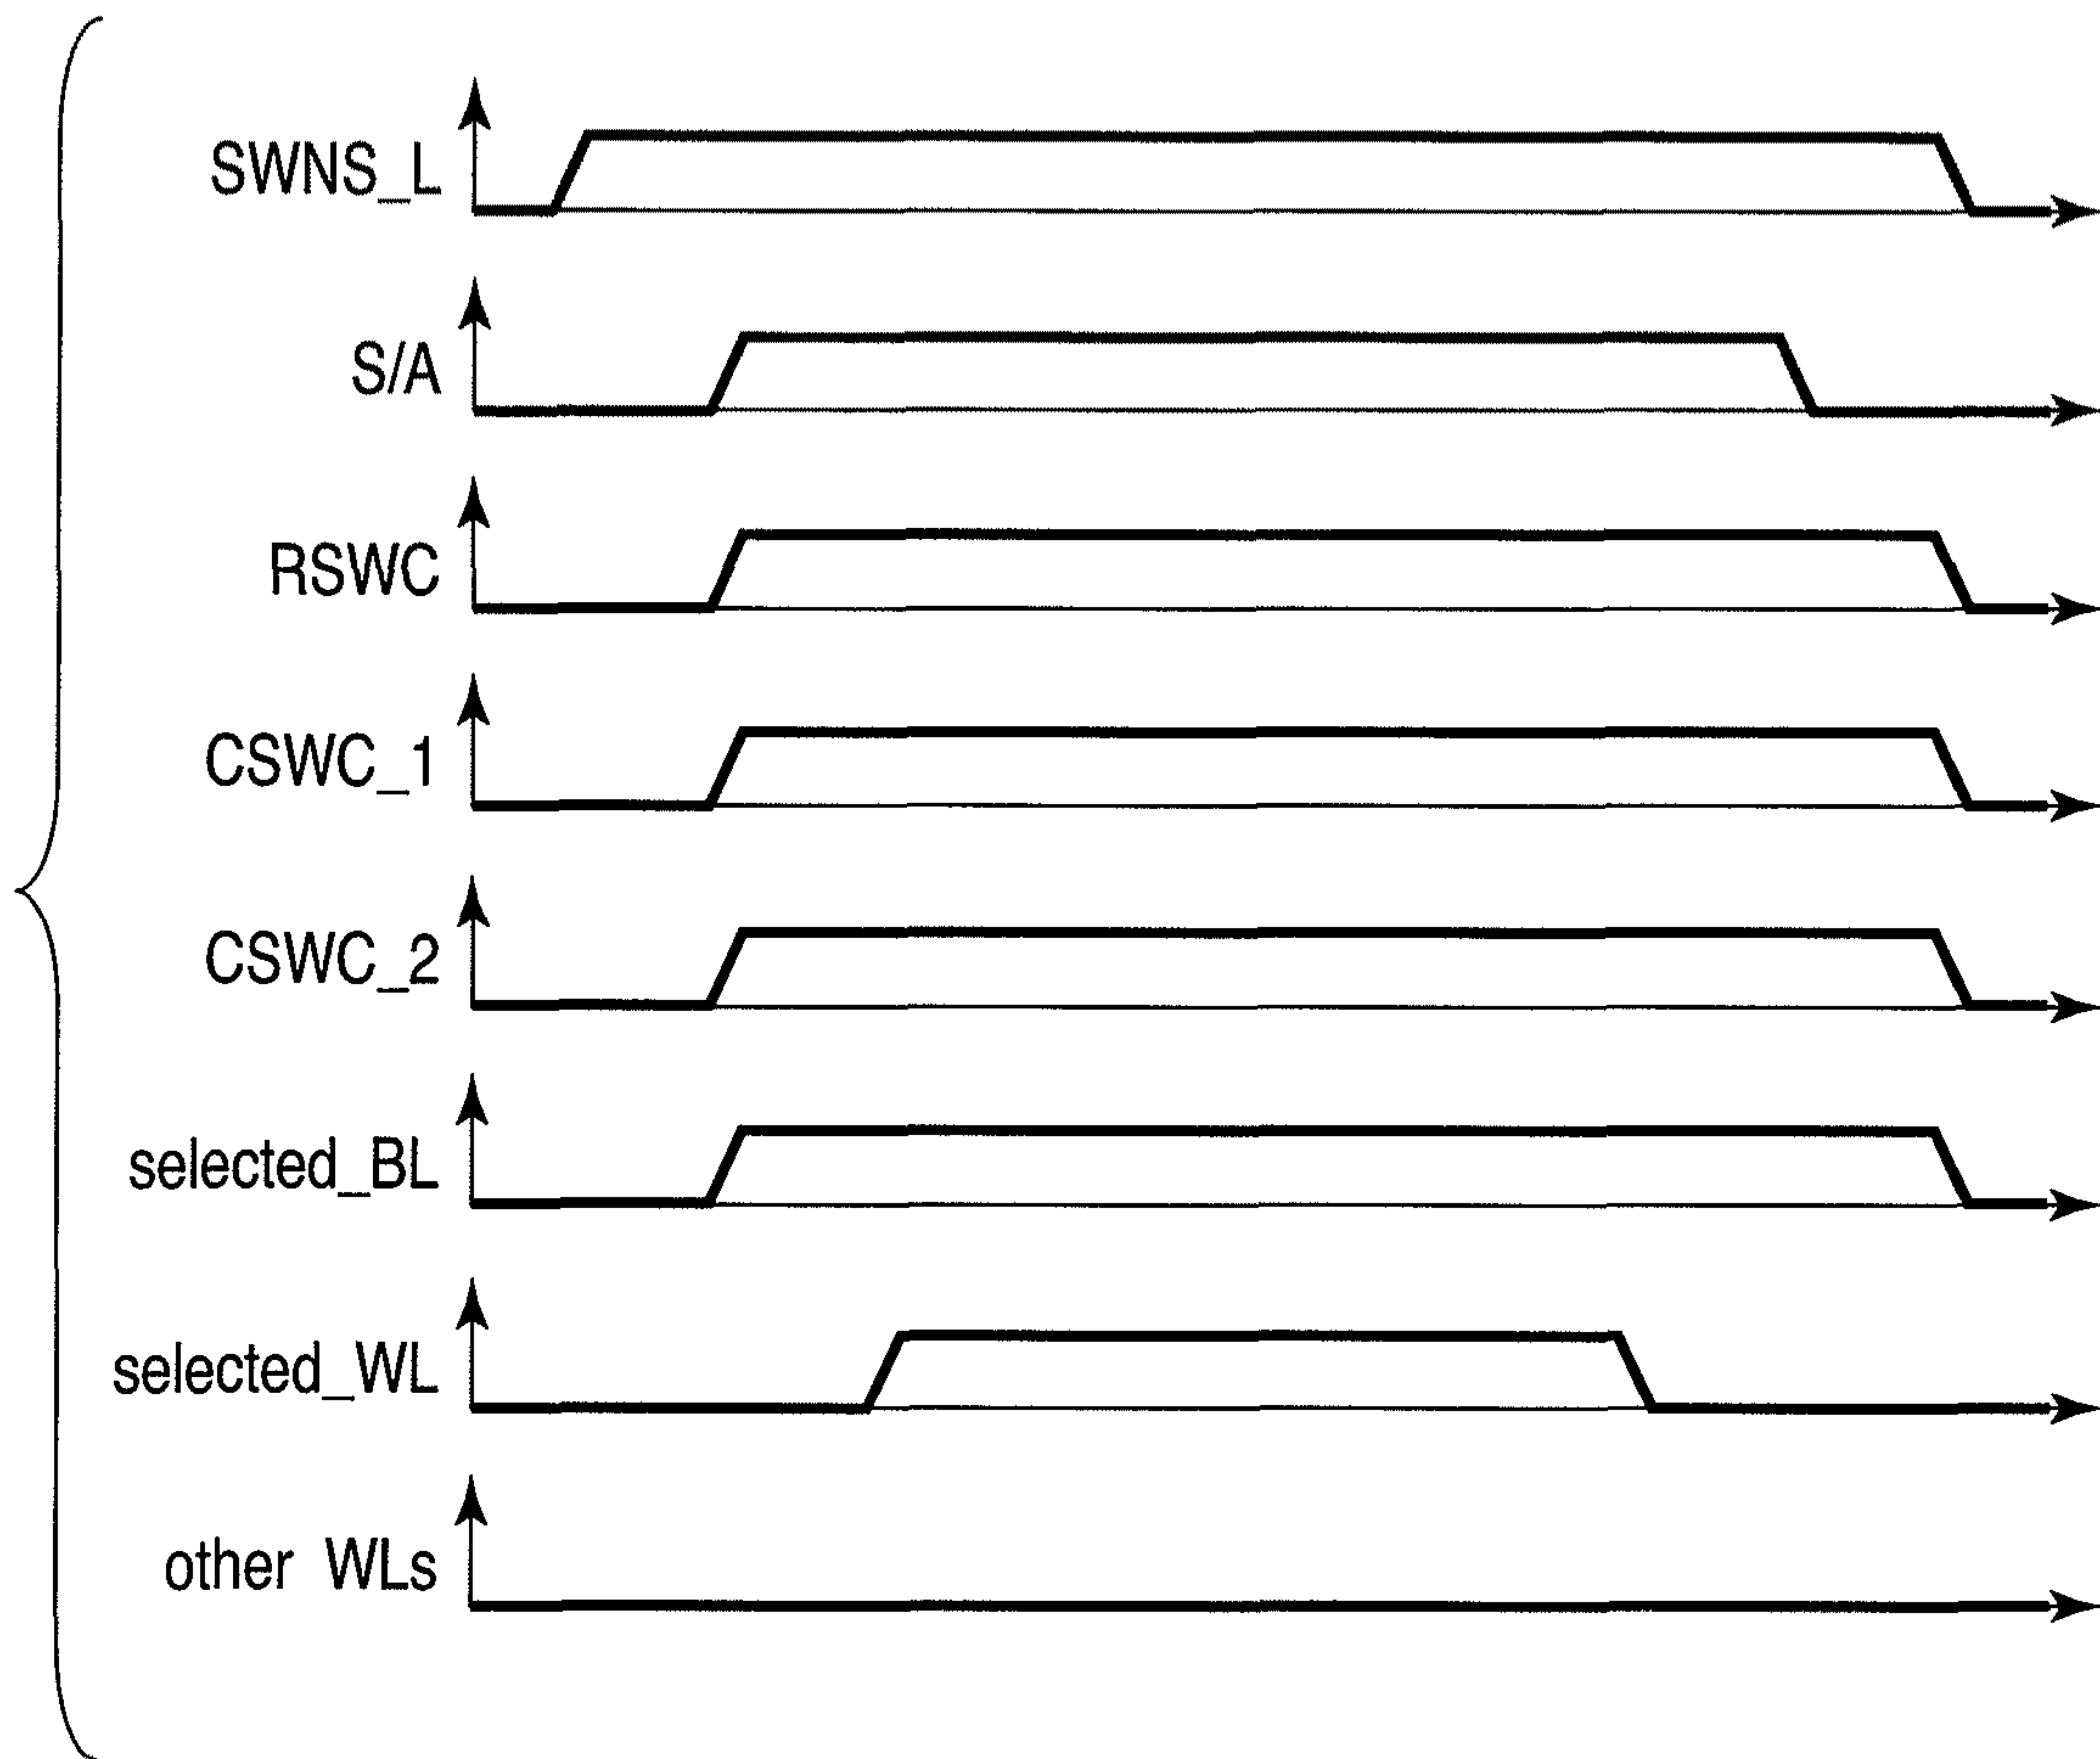 SWNS_L
S/A
RSWC
CSWC_1
CSWC_2
selected_BL
selected_WL
other WLs